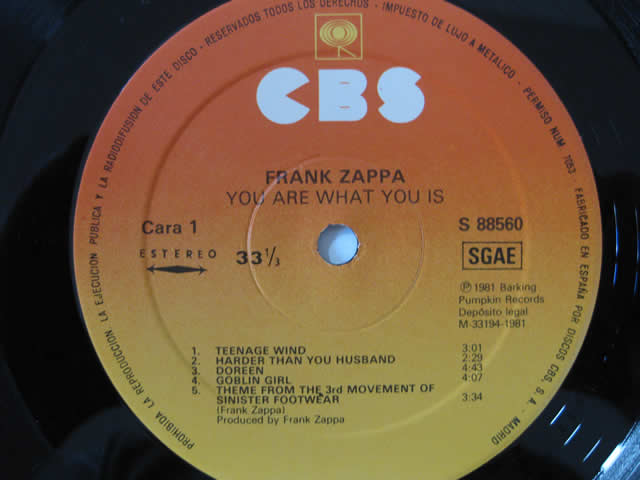 PROHIBIDA LA REPRODUCCION, LA EJECUCION PUBLICA Y LA RADIODIFUSION DE ESTE DISCO - RESERVADOS TODOS LOS DERECHOS - IMPUESTO DE LUJO A METALICO - PERMISO NUM. 7053 - FABRICADO EN ESPAÑA POR DISCOS CBS, S. A. - MADRID
CBS
FRANK ZAPPA
YOU ARE WHAT YOU IS
Cara 1
S 88560
ESTEREO
33 1/3
SGAE
Ⓟ 1981 Barking
Pumpkin Records
Depósito legal
M-33194-1981
1. TEENAGE WIND 3:01
2. HARDER THAN YOU HUSBAND 2:29
3. DOREEN 4:43
4. GOBLIN GIRL 4:07
5. THEME FROM THE 3rd MOVEMENT OF
SINISTER FOOTWEAR 3:34
(Frank Zappa)
Produced by Frank Zappa